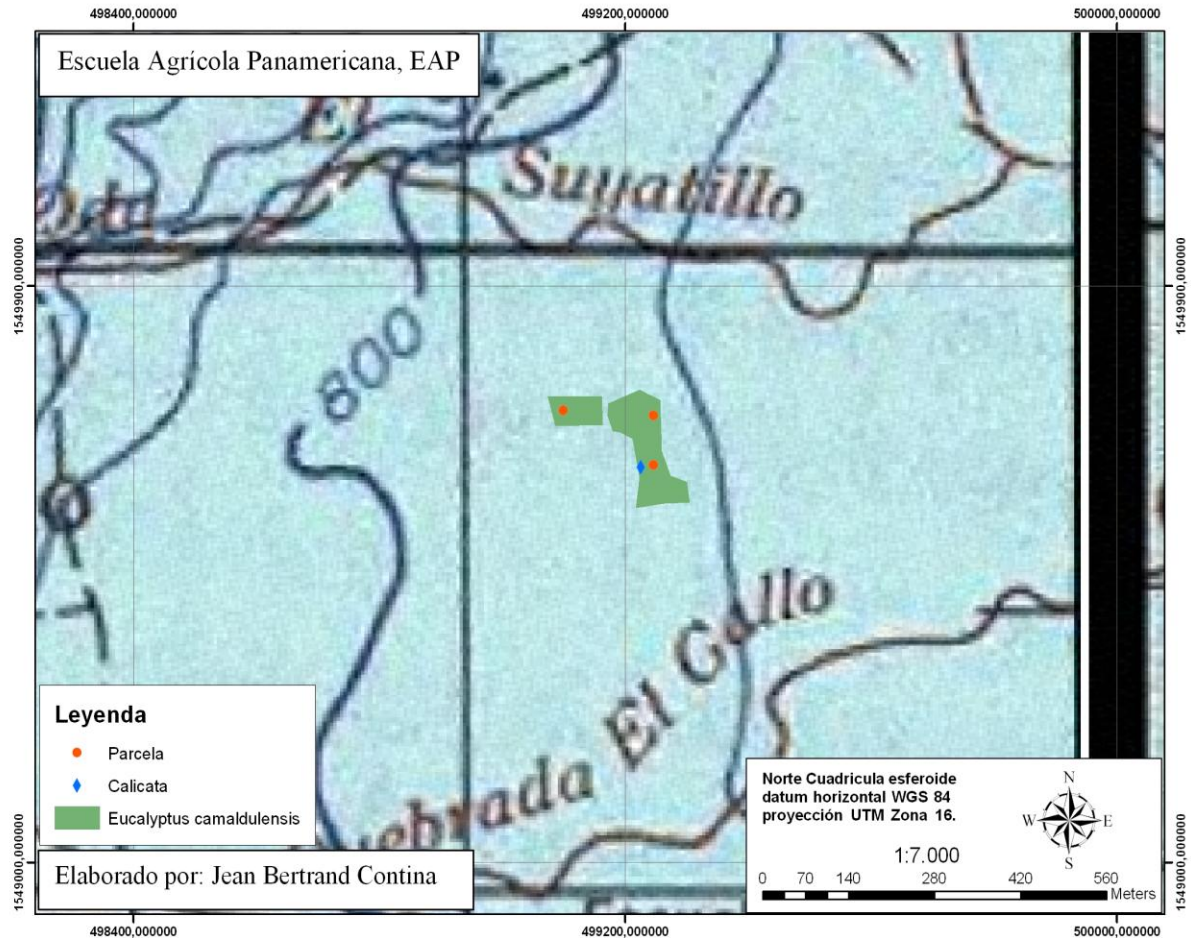 498400,000000
499200,000000
500000,000000
Escuela Agrícola Panamericana, EAP
El
Suyatillo
1549900,000000
1549900,000000
800
Quebrada El Gallo
Leyenda
Parcela
Calicata
Eucalyptus camaldulensis
Norte Cuadricula esferoide
datum horizontal WGS 84
proyección UTM Zona 16.
N
W
E
S
1:7.000
0 70 140 280 420 560
Meters
Elaborado por: Jean Bertrand Contina
1549000,000000
1549000,000000
498400,000000
499200,000000
500000,000000